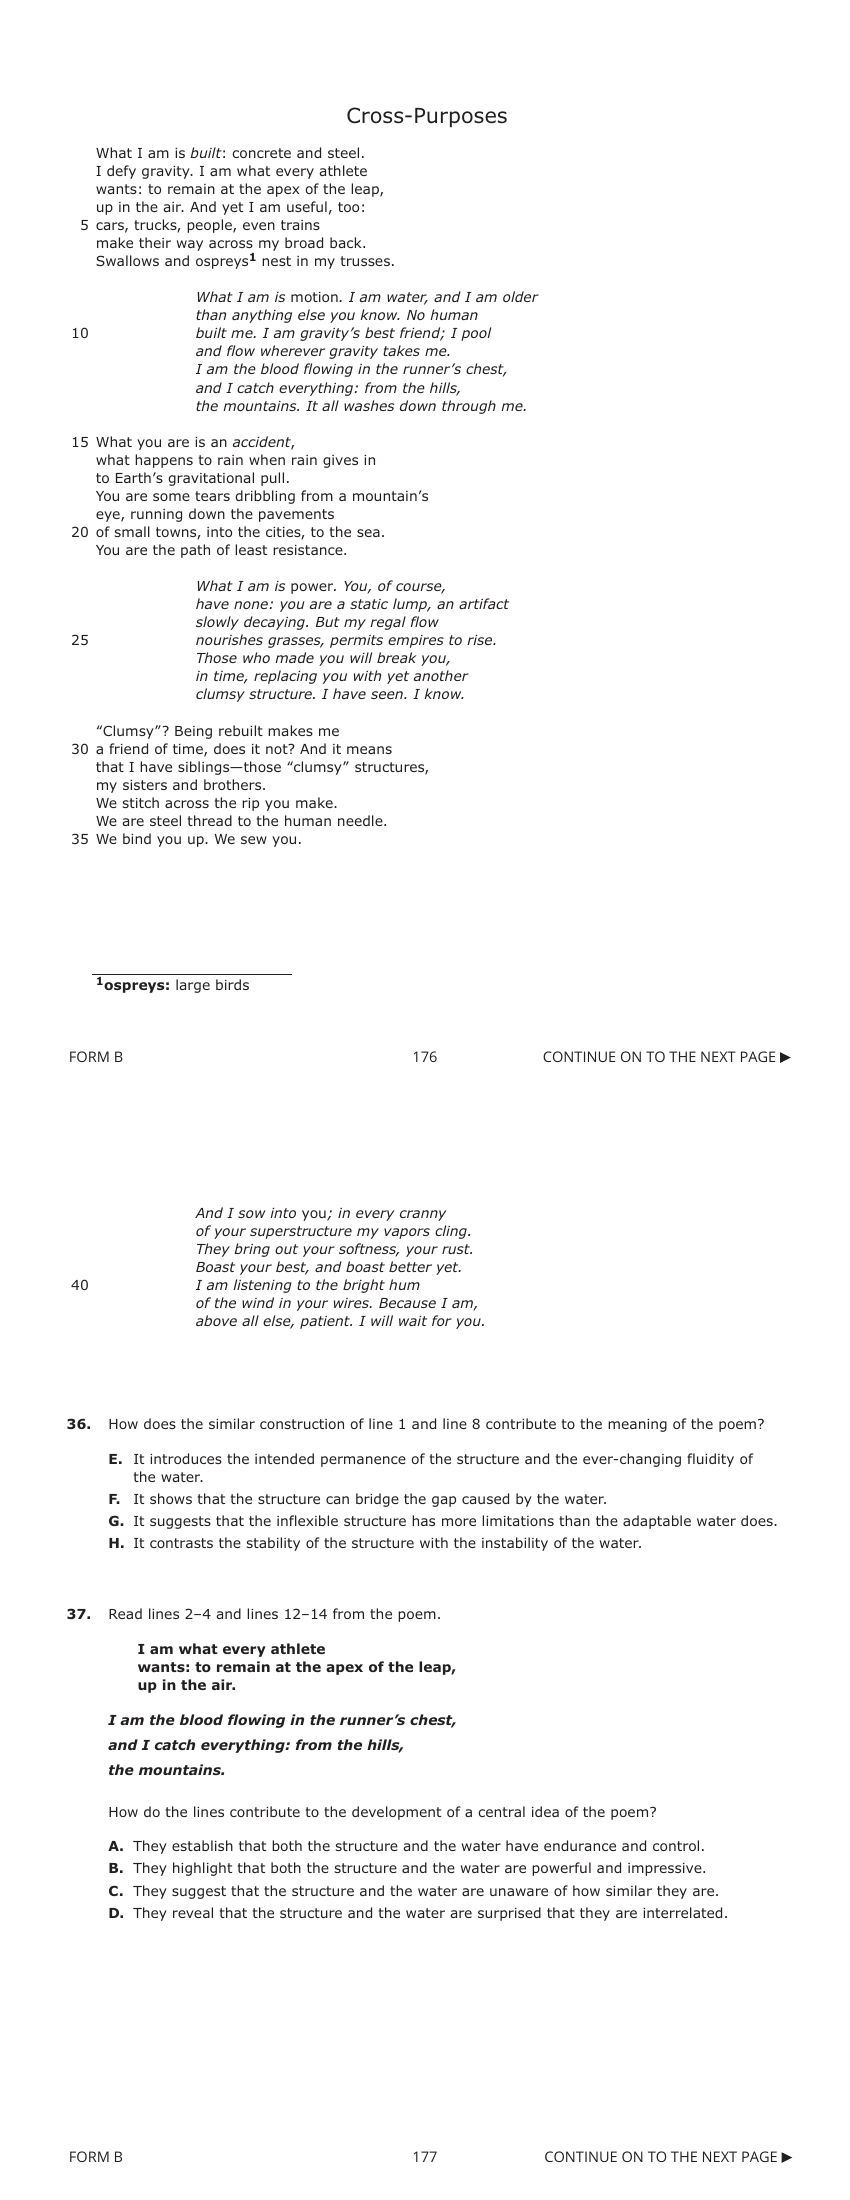 Cross-Purposes
What I am is built: concrete and steel.
I defy gravity. I am what every athlete
wants: to remain at the apex of the leap,
up in the air. And yet I am useful, too:
5 cars, trucks, people, even trains
make their way across my broad back.
Swallows and ospreys1 nest in my trusses.
What I am is motion. I am water, and I am older
than anything else you know. No human
10 built me. I am gravity’s best friend; I pool
and flow wherever gravity takes me.
I am the blood flowing in the runner’s chest,
and I catch everything: from the hills,
the mountains. It all washes down through me.
15 What you are is an accident,
what happens to rain when rain gives in
to Earth’s gravitational pull.
You are some tears dribbling from a mountain’s
eye, running down the pavements
20 of small towns, into the cities, to the sea.
You are the path of least resistance.
What I am is power. You, of course,
have none: you are a static lump, an artifact
slowly decaying. But my regal flow
25 nourishes grasses, permits empires to rise.
Those who made you will break you,
in time, replacing you with yet another
clumsy structure. I have seen. I know.
“Clumsy”? Being rebuilt makes me
30 a friend of time, does it not? And it means
that I have siblings—those “clumsy” structures,
my sisters and brothers.
We stitch across the rip you make.
We are steel thread to the human needle.
35 We bind you up. We sew you.
1ospreys: large birds
FORM B 176 CONTINUE ON TO THE NEXT PAGE ▶
And I sow into you; in every cranny
of your superstructure my vapors cling.
They bring out your softness, your rust.
Boast your best, and boast better yet.
40 I am listening to the bright hum
of the wind in your wires. Because I am,
above all else, patient. I will wait for you.
36. How does the similar construction of line 1 and line 8 contribute to the meaning of the poem?
E. It introduces the intended permanence of the structure and the ever-changing fluidity of
the water.
F. It shows that the structure can bridge the gap caused by the water.
G. It suggests that the inflexible structure has more limitations than the adaptable water does.
H. It contrasts the stability of the structure with the instability of the water.
37. Read lines 2–4 and lines 12–14 from the poem.
I am what every athlete
wants: to remain at the apex of the leap,
up in the air.
I am the blood flowing in the runner’s chest,
and I catch everything: from the hills,
the mountains.
How do the lines contribute to the development of a central idea of the poem?
A. They establish that both the structure and the water have endurance and control.
B. They highlight that both the structure and the water are powerful and impressive.
C. They suggest that the structure and the water are unaware of how similar they are.
D. They reveal that the structure and the water are surprised that they are interrelated.
FORM B 177 CONTINUE ON TO THE NEXT PAGE ▶